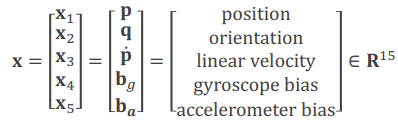 x = [x₁ x₂ x₃ x₄ x₅] = [p q ṗ b_g b_a] = [position
orientation
linear velocity
gyroscope bias
accelerometer bias] ∈ R¹⁵